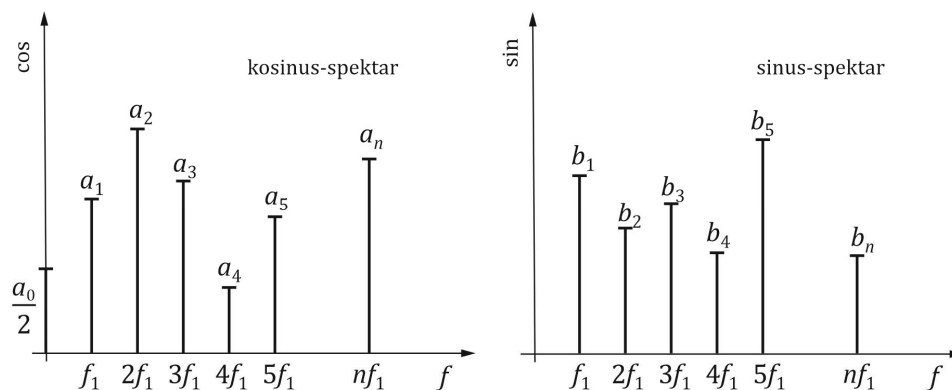 cos
kosinus-spektar
a₀/2
a₁
a₂
a₃
a₄
a₅
aₙ
f₁ 2f₁ 3f₁ 4f₁ 5f₁ nf₁ f
sin
sinus-spektar
b₁
b₂
b₃
b₄
b₅
bₙ
f₁ 2f₁ 3f₁ 4f₁ 5f₁ nf₁ f